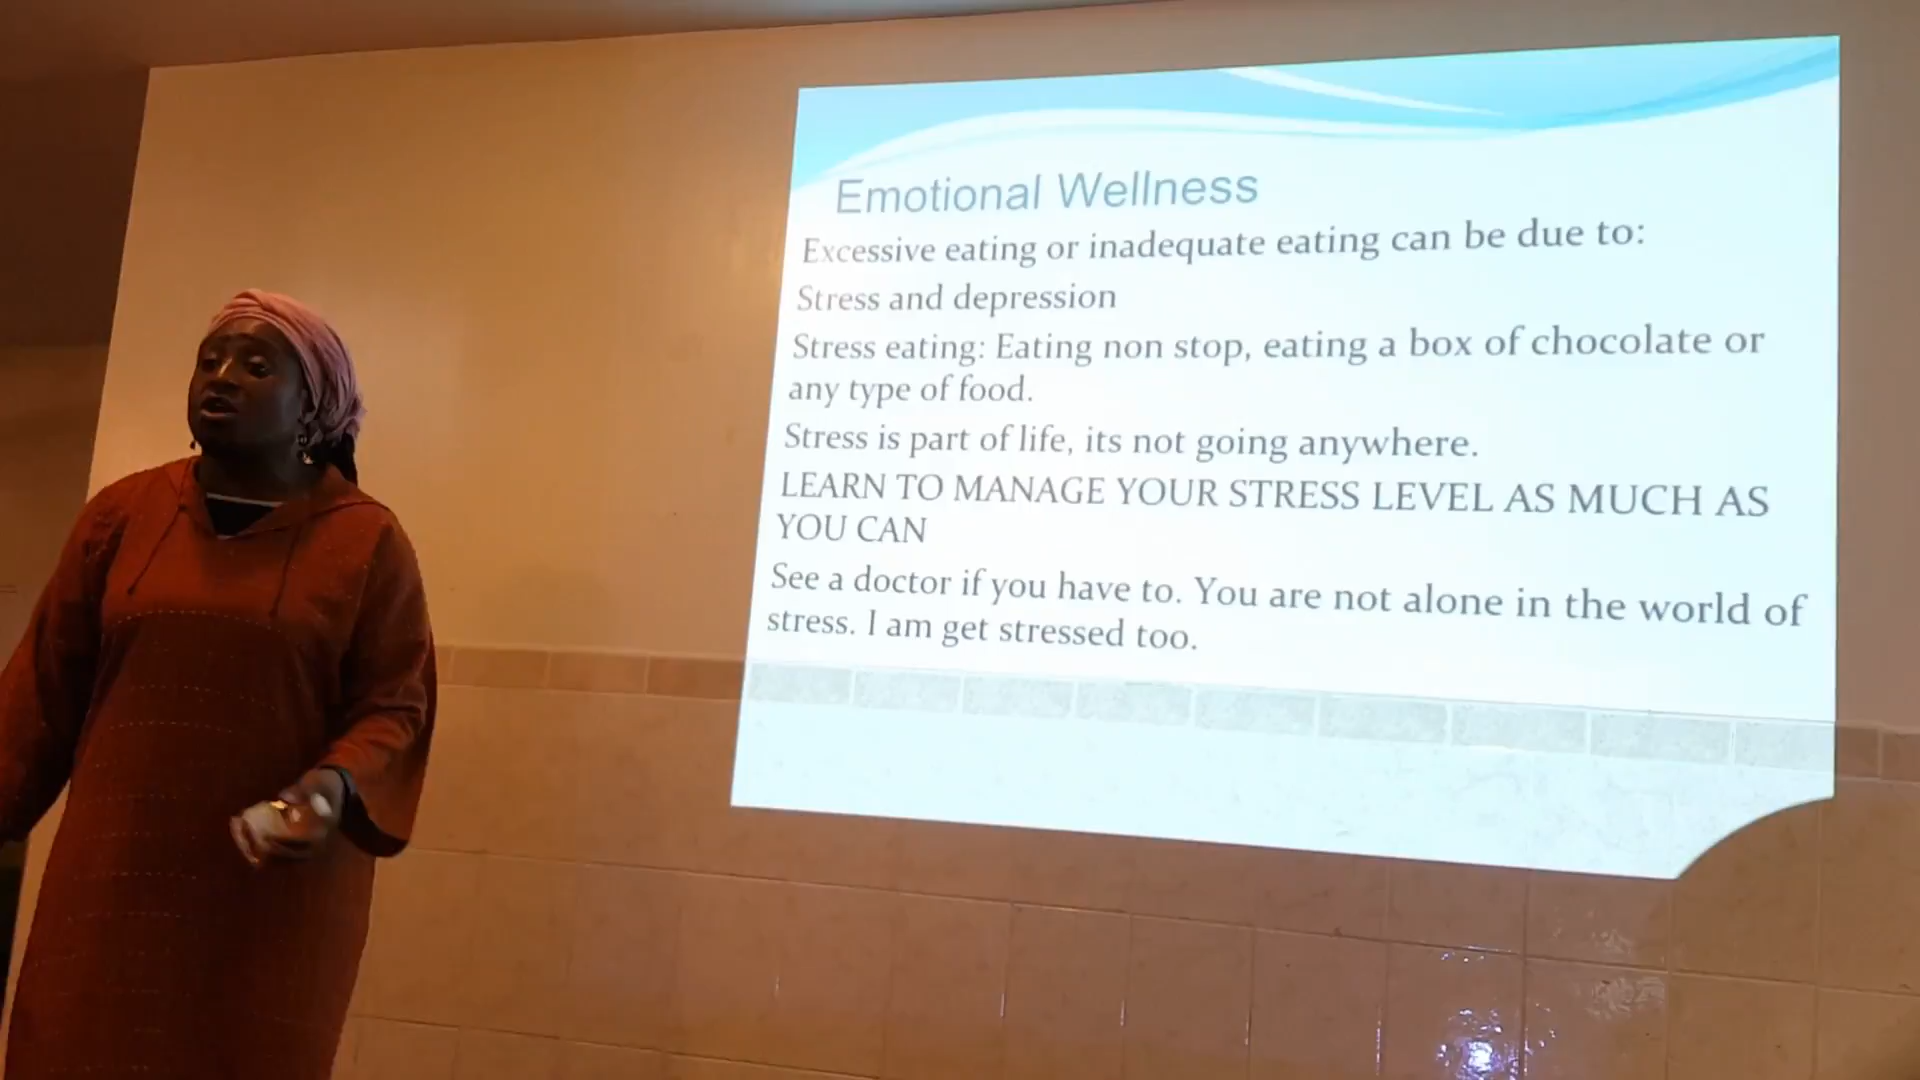 Emotional Wellness
Excessive eating or inadequate eating can be due to:
Stress and depression
Stress eating: Eating non stop, eating a box of chocolate or
any type of food.
Stress is part of life, its not going anywhere.
LEARN TO MANAGE YOUR STRESS LEVEL AS MUCH AS
YOU CAN
See a doctor if you have to. You are not alone in the world of
stress. I am get stressed too.